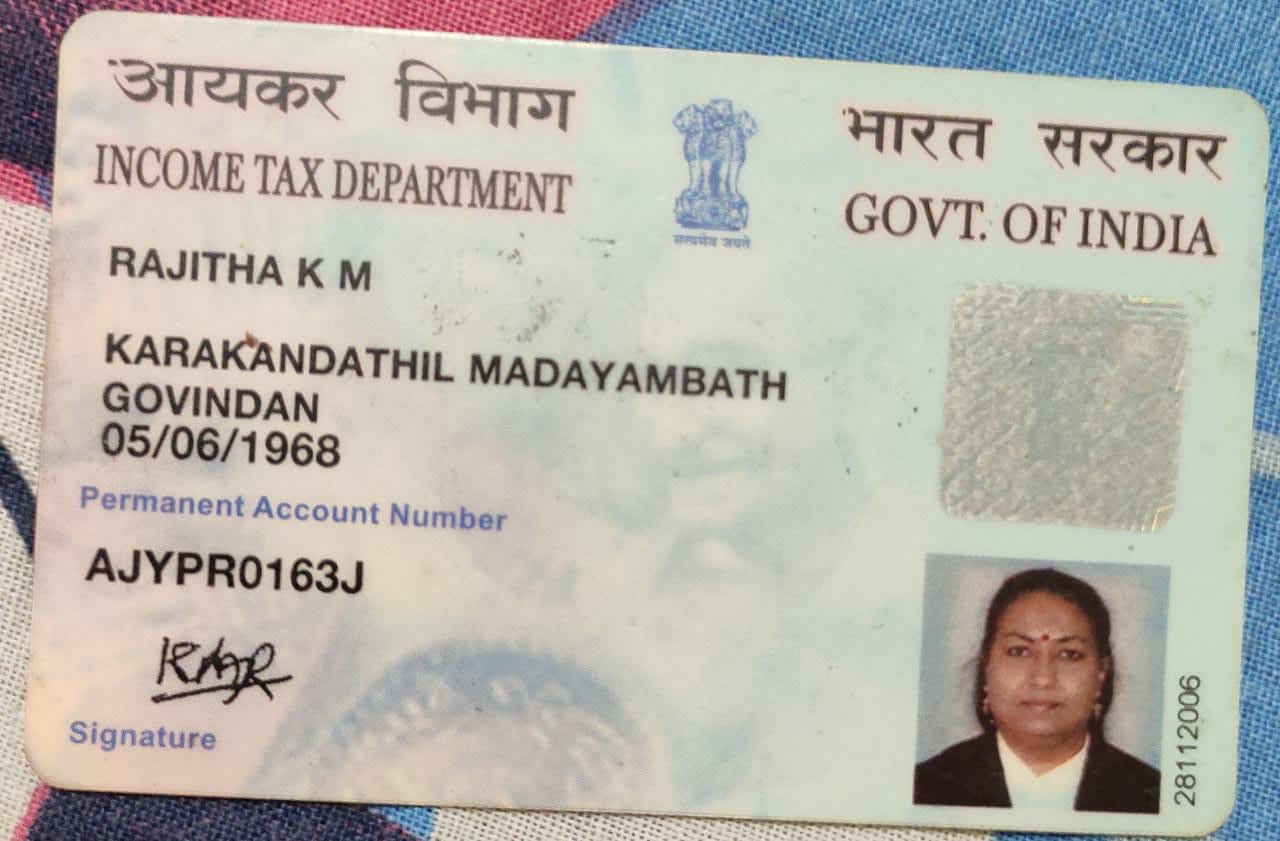 आयकर विभाग
INCOME TAX DEPARTMENT
सत्यमेव जयते
भारत सरकार
GOVT. OF INDIA
RAJITHA K M
KARAKANDATHIL MADAYAMBATH
GOVINDAN
05/06/1968
Permanent Account Number
AJYPR0163J
Signature
28112006